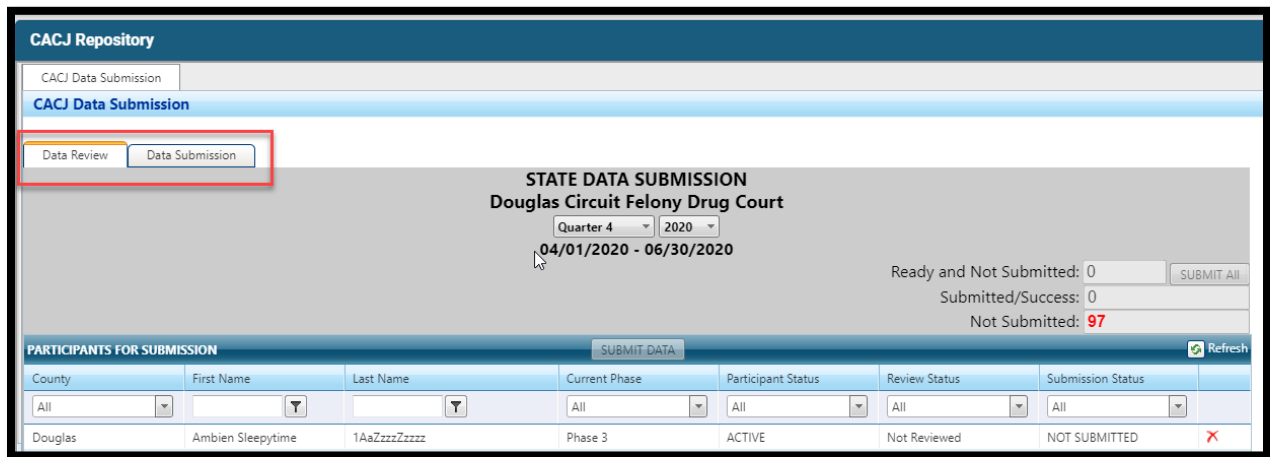 CACJ Repository
CACJ Data Submission
CACJ Data Submission
Data Review Data Submission
STATE DATA SUBMISSION
Douglas Circuit Felony Drug Court
Quarter 4 2020
04/01/2020 - 06/30/2020
Ready and Not Submitted: 0 SUBMIT All
Submitted/Success: 0
Not Submitted: 97
PARTICIPANTS FOR SUBMISSION SUBMIT DATA Refresh
County First Name Last Name Current Phase Participant Status Review Status Submission Status
All All All All All
Douglas Ambien Sleepytime 1AaZzzzZzzzz Phase 3 ACTIVE Not Reviewed NOT SUBMITTED